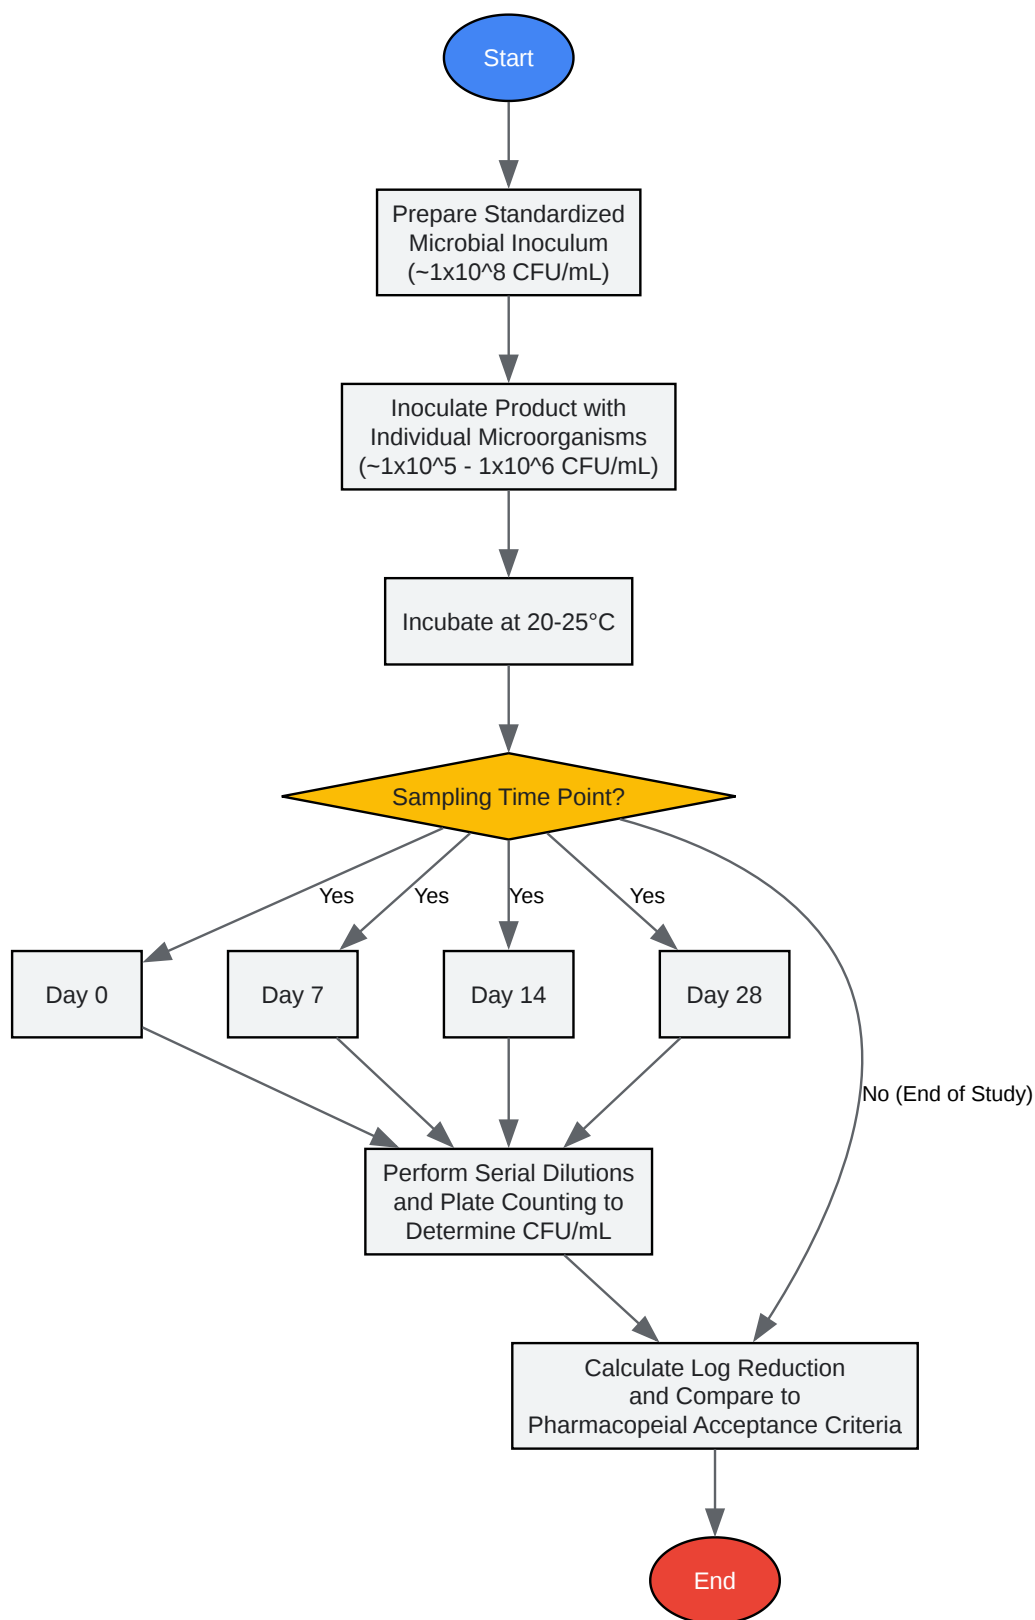 Start
Prepare Standardized
Microbial Inoculum
(~1x10^8 CFU/mL)
Inoculate Product with
Individual Microorganisms
(~1x10^5 - 1x10^6 CFU/mL)
Incubate at 20-25°C
Sampling Time Point?
Yes
Yes
Yes
Yes
Day 0
Day 7
Day 14
Day 28
No (End of Study)
Perform Serial Dilutions
and Plate Counting to
Determine CFU/mL
Calculate Log Reduction
and Compare to
Pharmacopeial Acceptance Criteria
End